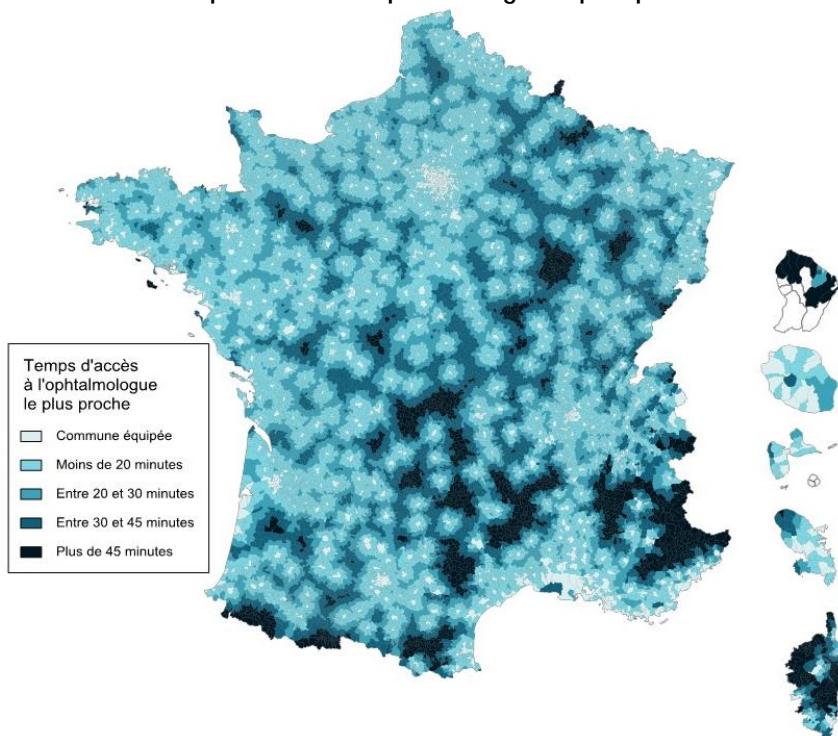 Temps d'accès
à l'ophtalmologue
le plus proche
Commune équipée
Moins de 20 minutes
Entre 20 et 30 minutes
Entre 30 et 45 minutes
Plus de 45 minutes